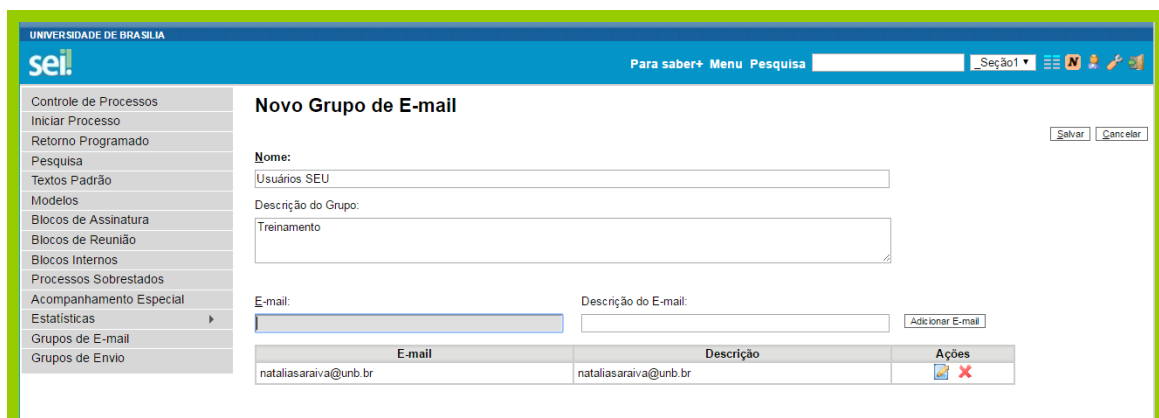 UNIVERSIDADE DE BRASILIA
sei!
Para saber+ Menu Pesquisa _Seção1 N
Controle de Processos
Iniciar Processo
Retorno Programado
Pesquisa
Textos Padrão
Modelos
Blocos de Assinatura
Blocos de Reunião
Blocos Internos
Processos Sobrestados
Acompanhamento Especial
Estatísticas
Grupos de E-mail
Grupos de Envio
Novo Grupo de E-mail
Salvar Cancelar
Nome:
Usuários SEU
Descrição do Grupo:
Treinamento
E-mail: Descrição do E-mail:
Adicionar E-mail
E-mail Descrição Ações
nataliasaraiva@unb.br nataliasaraiva@unb.br